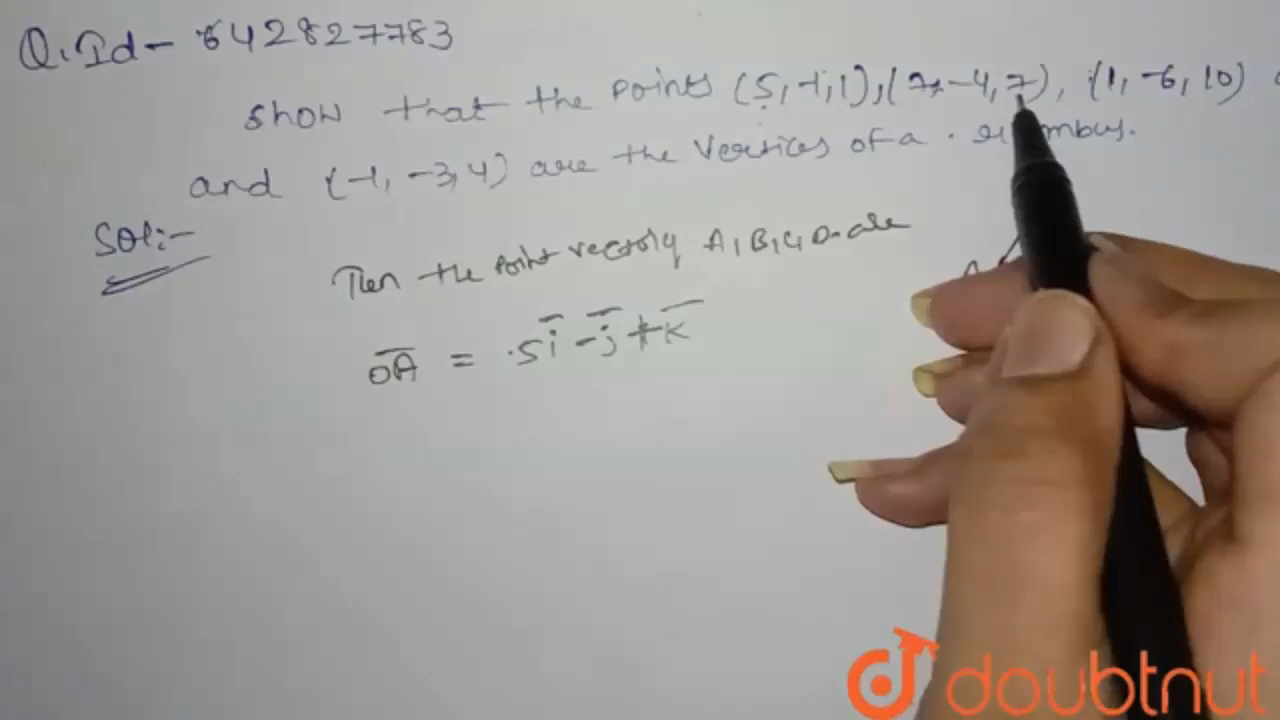 Q.Id- 642827783
show that the points (5,-1,1),(7,-4,7), (1,-6,10)
and (-1,-3,4) are the vertices of a
Sol:-
Then the point A,B,C,D are
OA = 5i-j+k
doubtnut